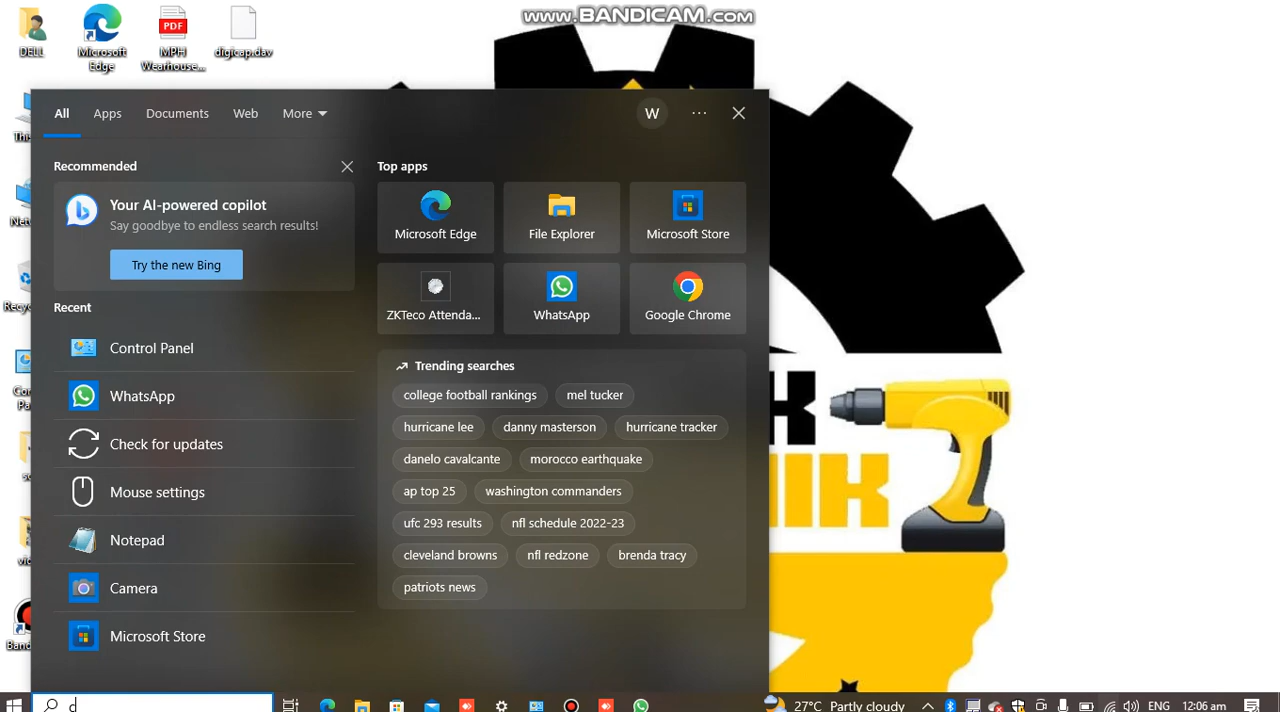 www.BANDICAM.com
DELL
Microsoft Edge
PDF
MPH Wearhouse...
digicap.dav
All
Apps
Documents
Web
More
W
Recommended
Your AI-powered copilot
Say goodbye to endless search results!
Try the new Bing
Recent
Control Panel
WhatsApp
Check for updates
Mouse settings
Notepad
Camera
Microsoft Store
Top apps
Microsoft Edge
File Explorer
Microsoft Store
ZKTeco Attenda...
WhatsApp
Google Chrome
Trending searches
college football rankings
mel tucker
hurricane lee
danny masterson
hurricane tracker
danelo cavalcante
morocco earthquake
ap top 25
washington commanders
ufc 293 results
nfl schedule 2022-23
cleveland browns
nfl redzone
brenda tracy
patriots news
d
27°C Partly cloudy
ENG
12:06 am